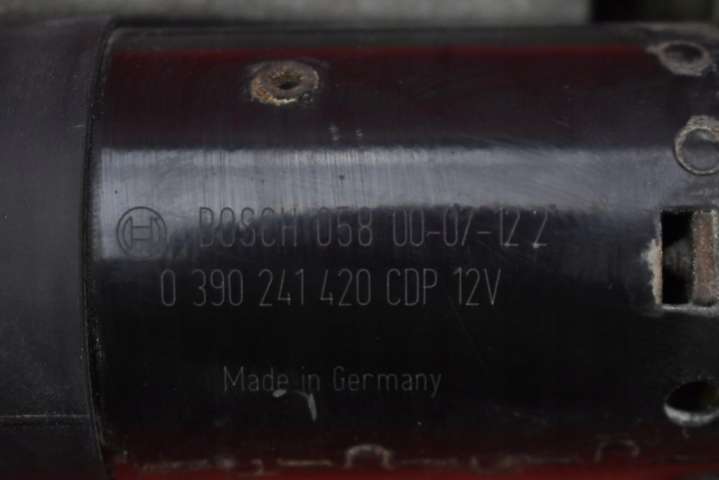 BOSCH 058 00-07-12 2
0 390 241 420 CDP 12V
Made in Germany